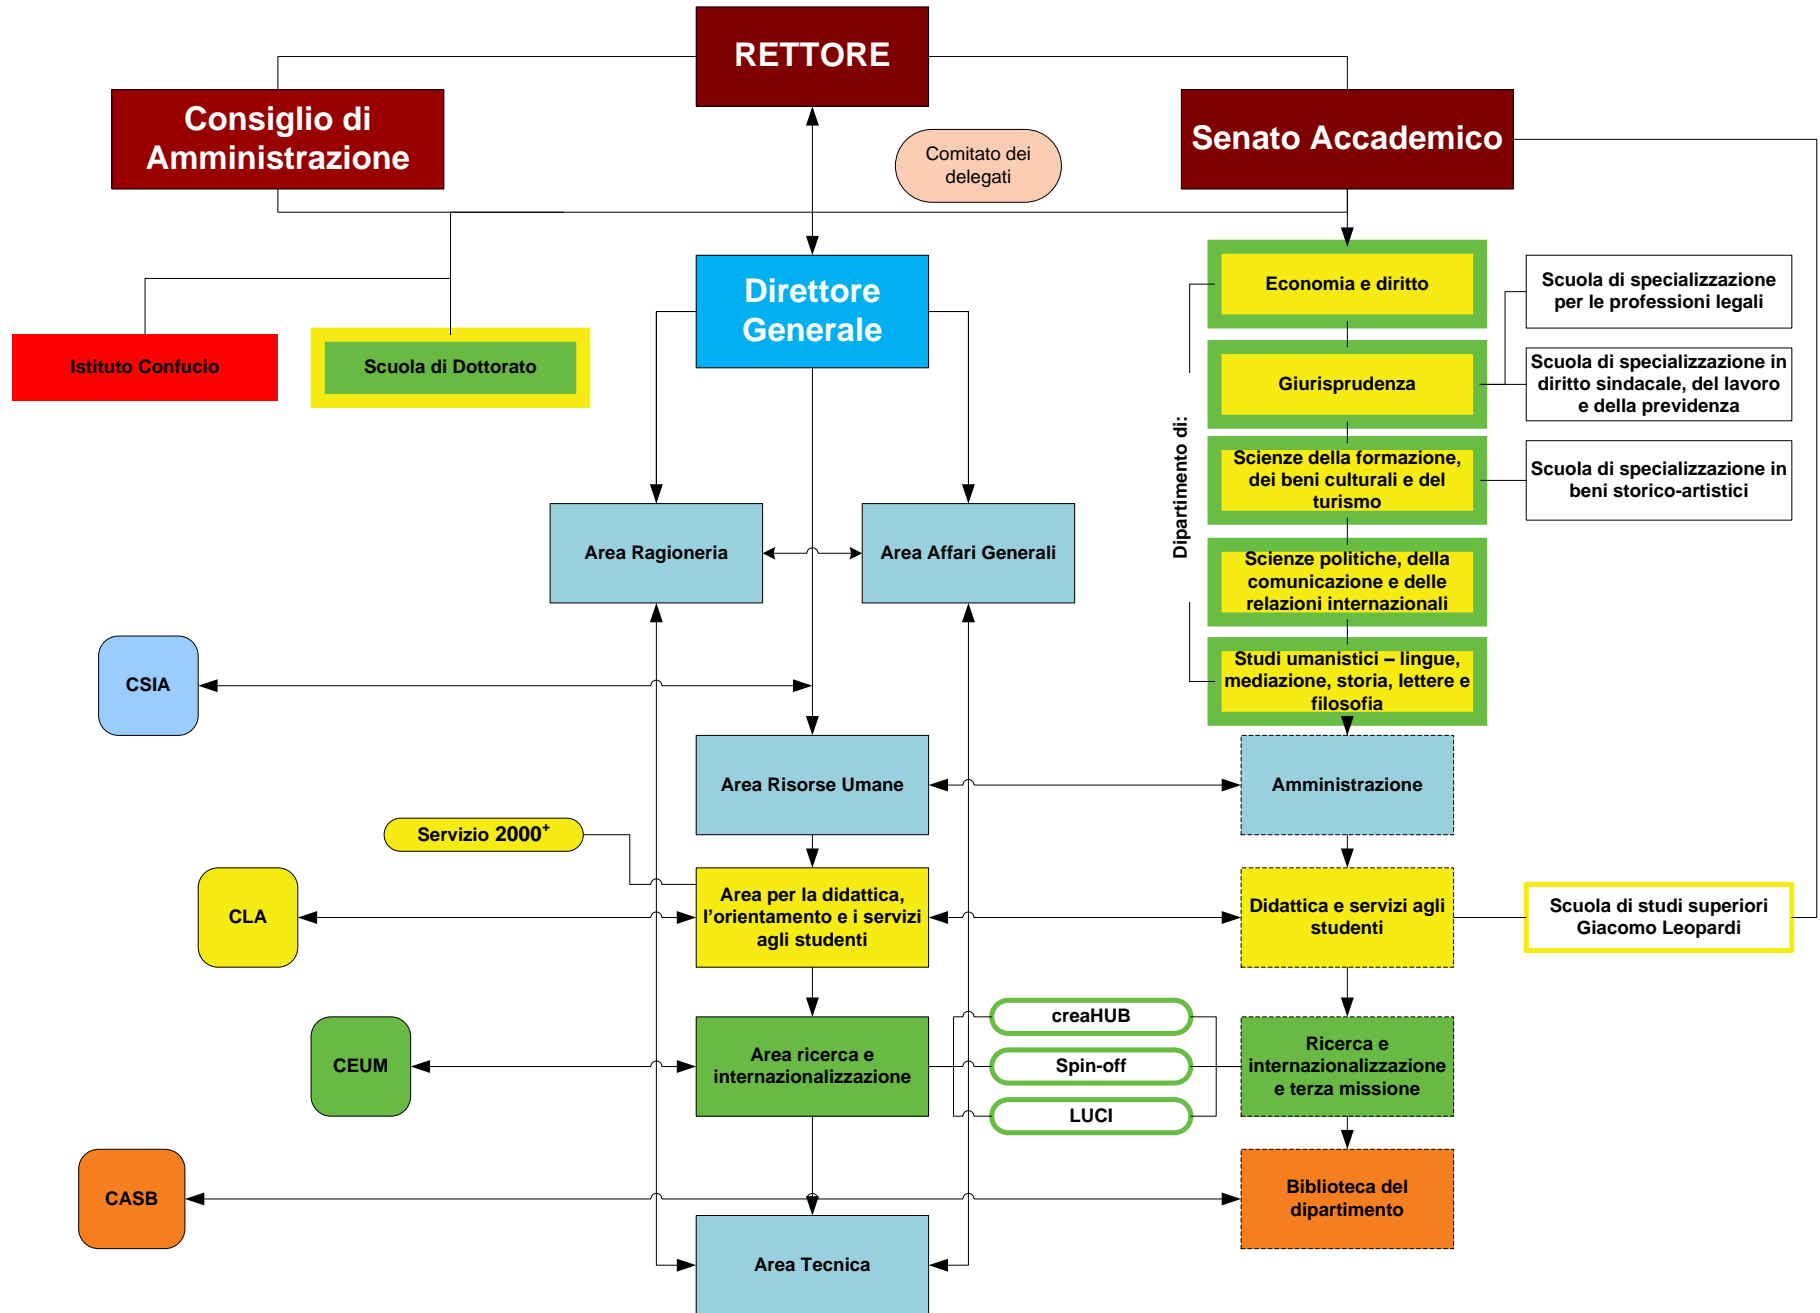 RETTORE
Consiglio di
Amministrazione
Senato Accademico
Comitato dei
delegati
Direttore
Generale
Istituto Confucio
Scuola di Dottorato
Dipartimento di:
Economia e diritto
Scuola di specializzazione
per le professioni legali
Giurisprudenza
Scuola di specializzazione in
diritto sindacale, del lavoro
e della previdenza
Scienze della formazione,
dei beni culturali e del
turismo
Scuola di specializzazione in
beni storico-artistici
Area Ragioneria
Area Affari Generali
Scienze politiche, della
comunicazione e delle
relazioni internazionali
Studi umanistici – lingue,
mediazione, storia, lettere e
filosofia
CSIA
Area Risorse Umane
Amministrazione
Servizio 2000⁺
CLA
Area per la didattica,
l'orientamento e i servizi
agli studenti
Didattica e servizi agli
studenti
Scuola di studi superiori
Giacomo Leopardi
CEUM
Area ricerca e
internazionalizzazione
creaHUB
Spin-off
LUCI
Ricerca e
internazionalizzazione
e terza missione
CASB
Biblioteca del
dipartimento
Area Tecnica